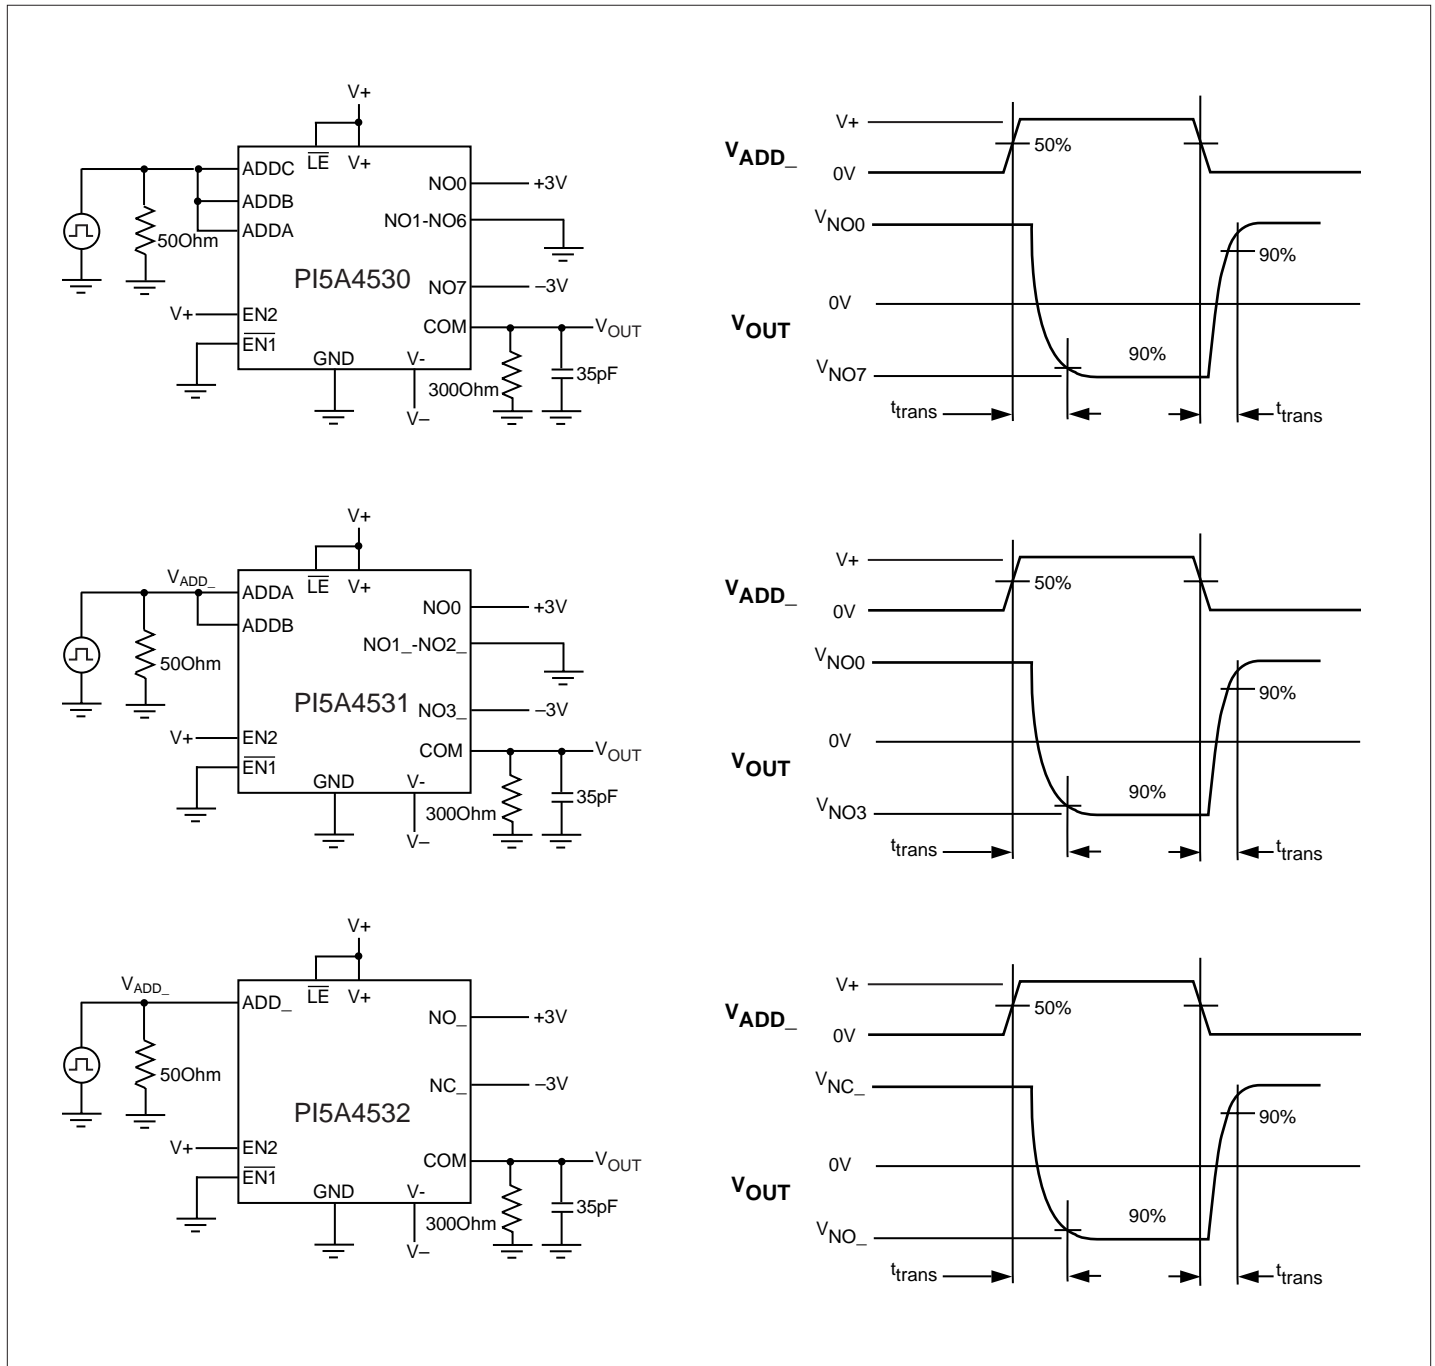 V+
LE V+
ADDC
ADDB
ADDA
50Ohm
NO0 +3V
NO1-NO6
PI5A4530
NO7 –3V
V+ EN2
EN1
COM VOUT
GND V-
300Ohm 35pF
V–
VADD_
V+
50%
0V
VNO0
90%
0V
VOUT
90%
VNO7
ttrans ttrans
V+
LE V+
VADD_
ADDA
ADDB
50Ohm
NO0 +3V
NO1_-NO2_
PI5A4531
NO3_ –3V
V+ EN2
EN1
COM VOUT
GND V-
300Ohm 35pF
V–
VADD_
V+
50%
0V
VNO0
90%
0V
VOUT
90%
VNO3
ttrans ttrans
V+
LE V+
VADD_
ADD_
50Ohm
NO_ +3V
NC_ –3V
PI5A4532
V+ EN2
EN1
COM VOUT
GND V-
300Ohm 35pF
V–
VADD_
V+
50%
0V
VNC_
90%
0V
VOUT
90%
VNO_
ttrans ttrans